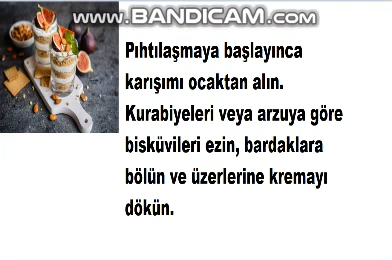 www.BANDICAM.com
Pıhtılaşmaya başlayınca
karışımı ocaktan alın.
Kurabiyeleri veya arzuya göre
bisküvileri ezin, bardaklara
bölün ve üzerlerine kremayı
dökün.